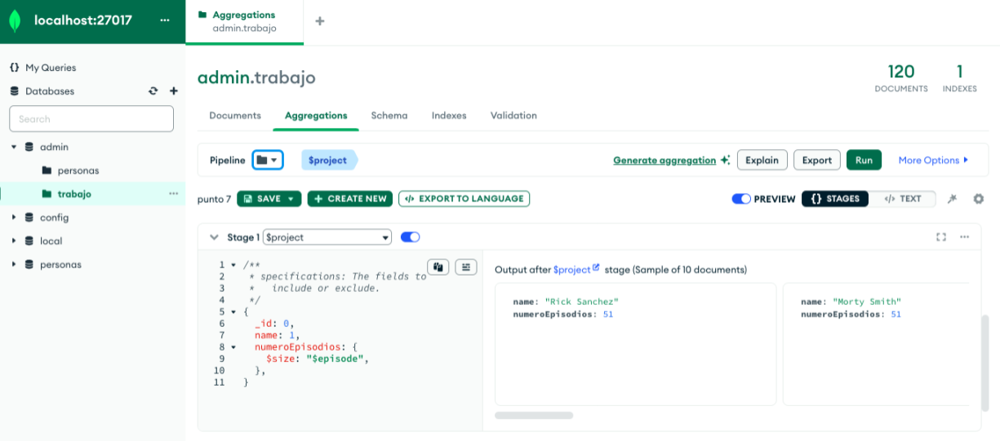 localhost:27017
Aggregations
admin.trabajo
My Queries
Databases
Search
admin
personas
trabajo
config
local
personas
admin.trabajo
120
DOCUMENTS
1
INDEXES
Documents
Aggregations
Schema
Indexes
Validation
Pipeline
$project
Generate aggregation
Explain
Export
Run
More Options
punto 7
SAVE
CREATE NEW
</> EXPORT TO LANGUAGE
PREVIEW
{} STAGES
</> TEXT
Stage 1
$project
1 /**
2 * specifications: The fields to
3 *   include or exclude.
4 */
5 {
6 _id: 0,
7 name: 1,
8 numeroEpisodios: {
9 $size: "$episode",
10 },
11 }
Output after $project stage (Sample of 10 documents)
name: "Rick Sanchez"
numeroEpisodios: 51
name: "Morty Smith"
numeroEpisodios: 51